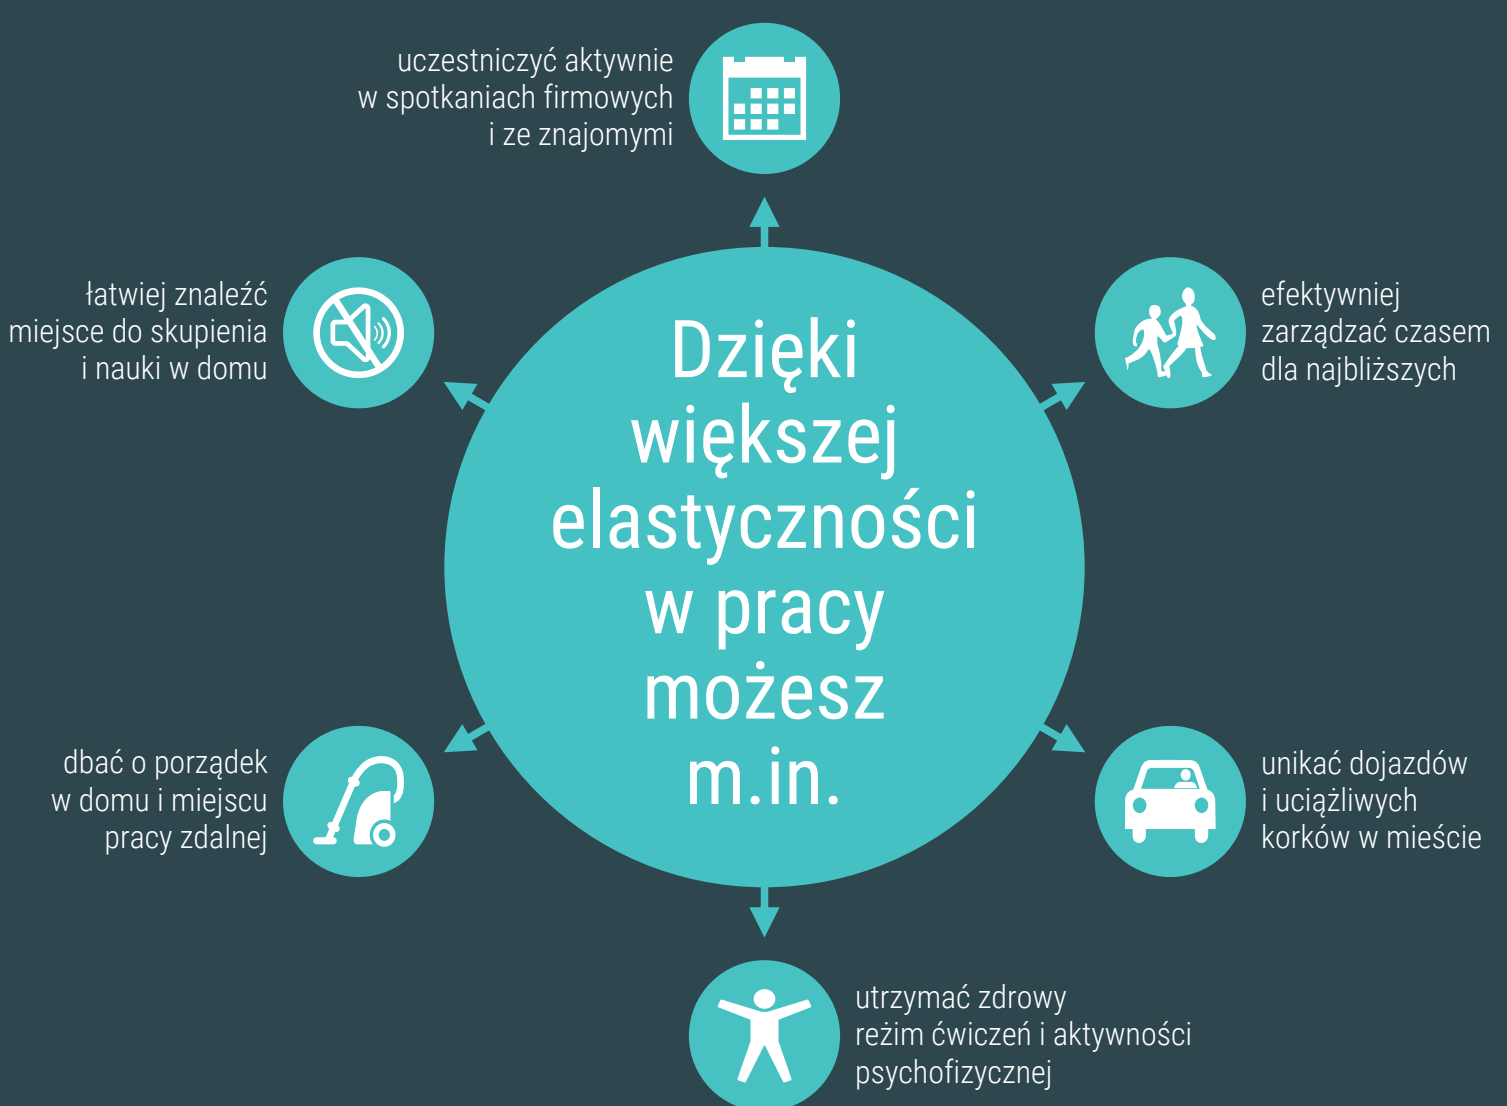 uczestniczyć aktywnie
w spotkaniach firmowych
i ze znajomymi
łatwiej znaleźć
miejsce do skupienia
i nauki w domu
efektywniej
zarządzać czasem
dla najbliższych
Dzięki
większej
elastyczności
w pracy
możesz
m.in.
dbać o porządek
w domu i miejscu
pracy zdalnej
unikać dojazdów
i uciążliwych
korków w mieście
utrzymać zdrowy
reżim ćwiczeń i aktywności
psychofizycznej